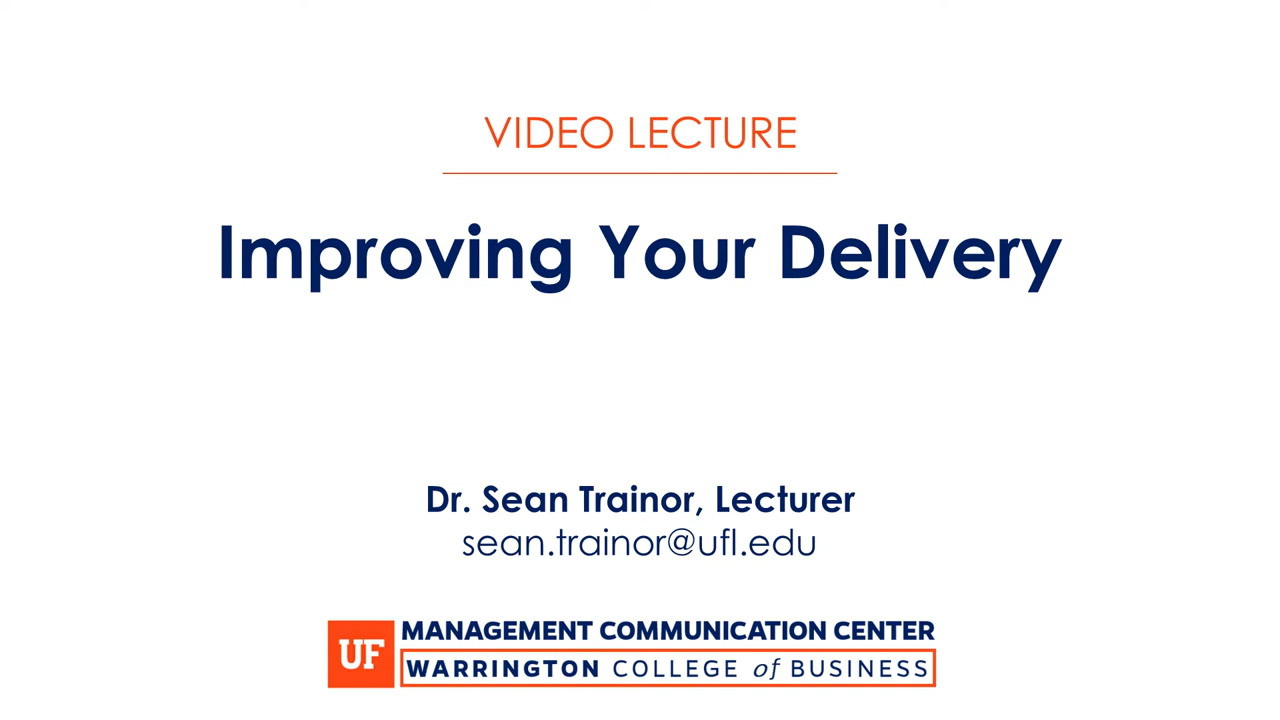 VIDEO LECTURE
Improving Your Delivery
Dr. Sean Trainor, Lecturer
sean.trainor@ufl.edu
UF
MANAGEMENT COMMUNICATION CENTER
WARRINGTON COLLEGE of BUSINESS